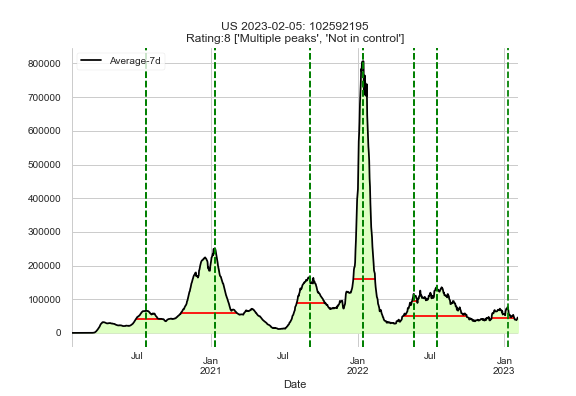 US 2023-02-05: 102592195
Rating:8 ['Multiple peaks', 'Not in control']
Average-7d
800000
700000
600000
500000
400000
300000
200000
100000
0
Jul
Jan
2021
Jul
Jan
2022
Jul
Jan
2023
Date